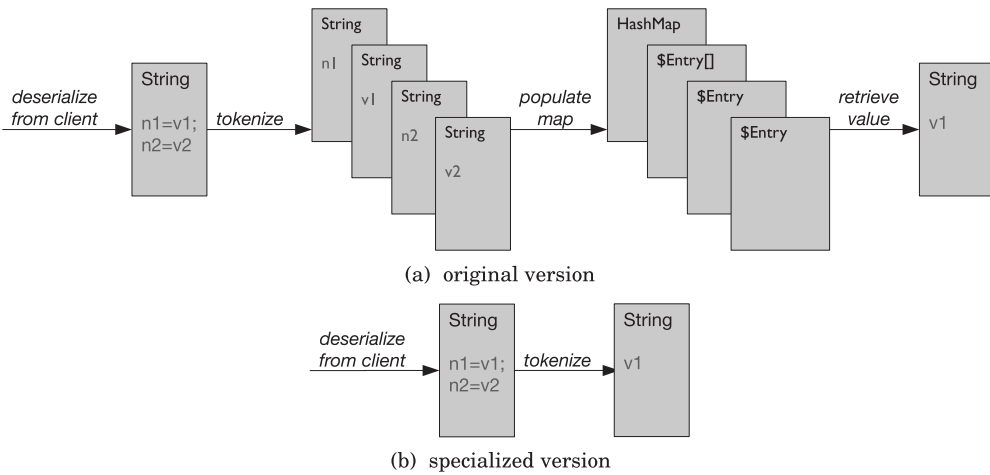 deserialize
from client
String
n1=v1;
n2=v2
tokenize
String
n1
String
v1
String
n2
String
v2
populate
map
HashMap
$Entry[]
$Entry
$Entry
retrieve
value
String
v1
(a) original version
deserialize
from client
String
n1=v1;
n2=v2
tokenize
String
v1
(b) specialized version